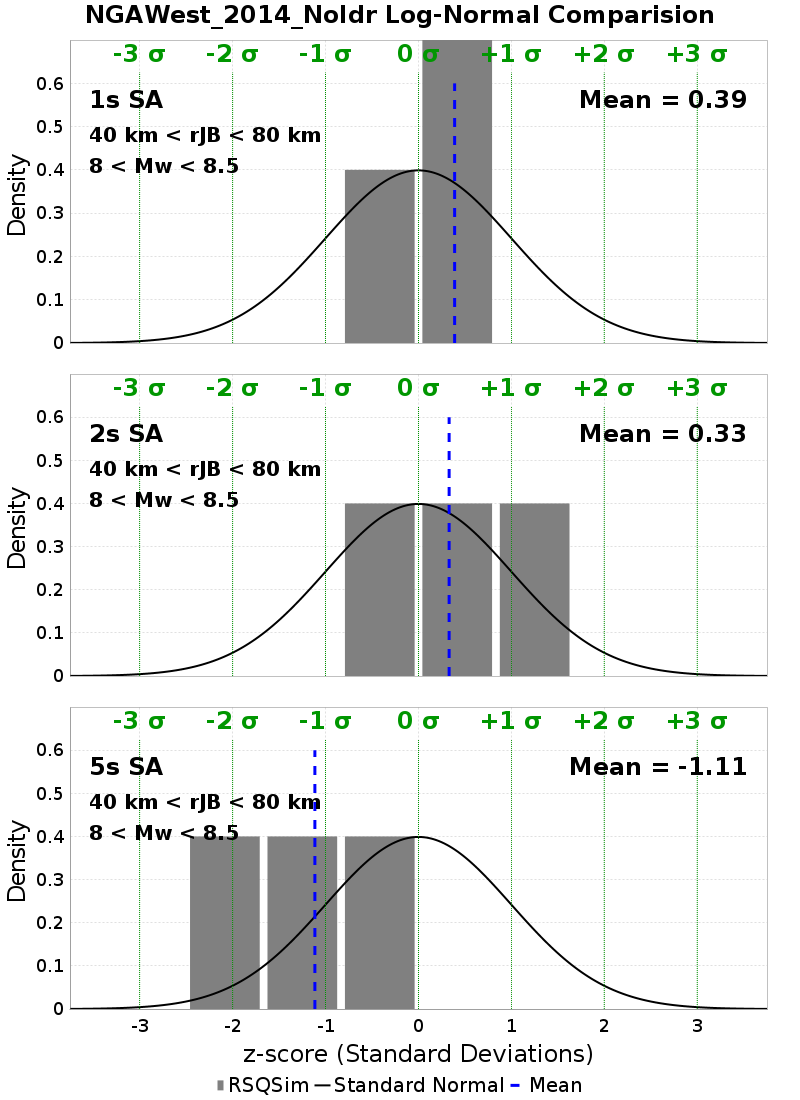 NGAWest_2014_NoIdr Log-Normal Comparision
-3 σ -2 σ -1 σ 0 σ +1 σ +2 σ +3 σ
1s SA
Mean = 0.39
40 km < rJB < 80 km
8 < Mw < 8.5
Density
0.6
0.5
0.4
0.3
0.2
0.1
0
-3 σ -2 σ -1 σ 0 σ +1 σ +2 σ +3 σ
2s SA
Mean = 0.33
40 km < rJB < 80 km
8 < Mw < 8.5
Density
0.6
0.5
0.4
0.3
0.2
0.1
0
-3 σ -2 σ -1 σ 0 σ +1 σ +2 σ +3 σ
5s SA
Mean = -1.11
40 km < rJB < 80 km
8 < Mw < 8.5
Density
0.6
0.5
0.4
0.3
0.2
0.1
0
-3 -2 -1 0 1 2 3
z-score (Standard Deviations)
RSQSim Standard Normal Mean